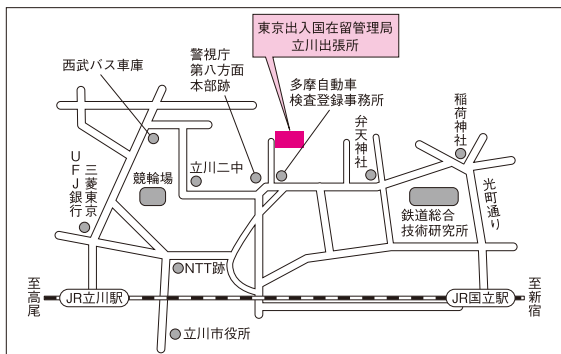 東京出入国在留管理局
立川出張所
警視庁
第八方面
本部跡
西武バス車庫
多摩自動車
検査登録事務所
稲荷神社
弁天神社
立川二中
競輪場
三菱東京
UFJ銀行
鉄道総合
技術研究所
光町通り
NTT跡
至高尾
JR立川駅
JR国立駅
至新宿
立川市役所